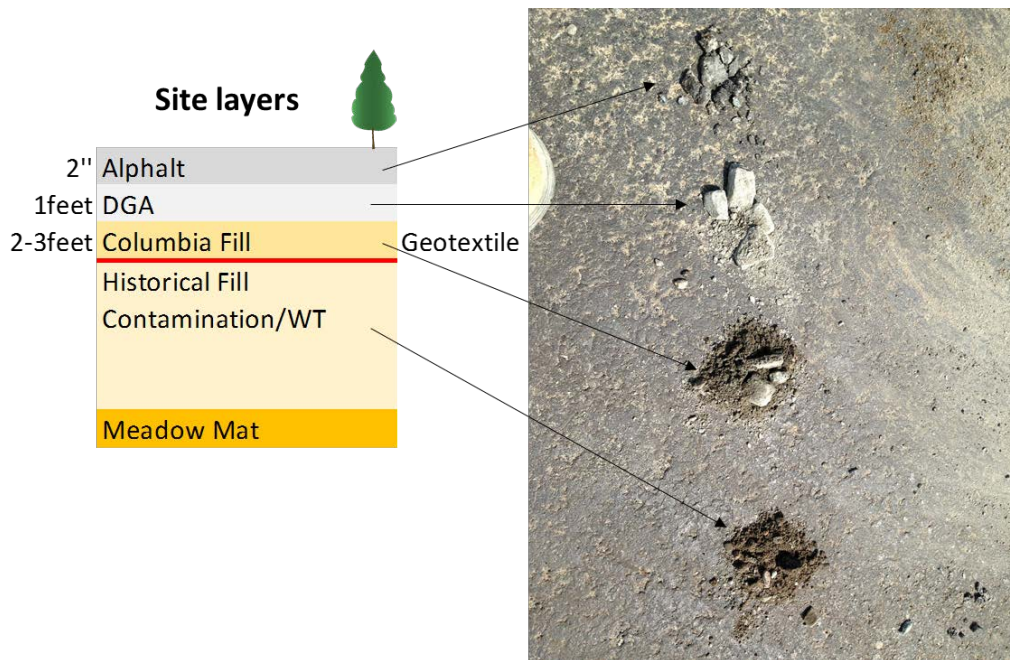 Site layers
2" Alphalt
1feet DGA
2-3feet Columbia Fill Geotextile
Historical Fill
Contamination/WT
Meadow Mat